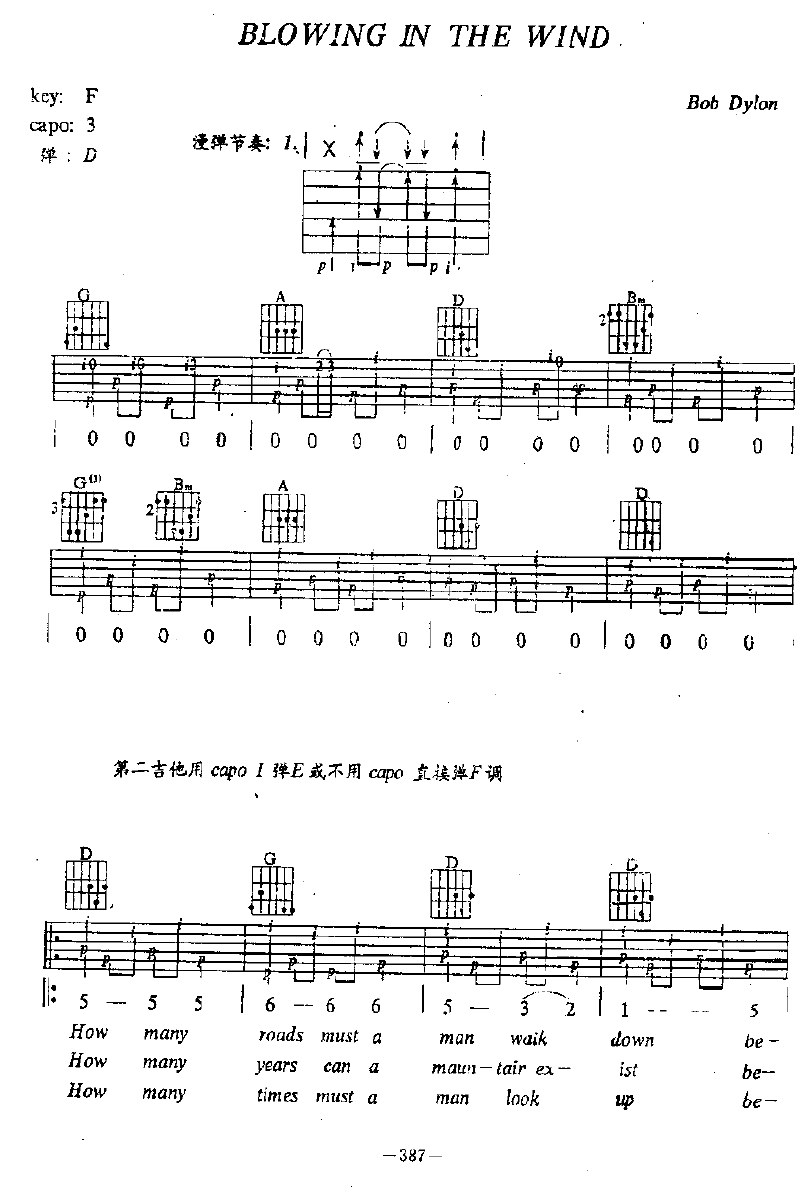 BLOWING IN THE WIND
key: F
Bob Dylon
capo: 3
弹: D
漫弹节奏: 1.
X
p i p p i
G A D Bm
2
i0 i0 i3 2 3 i i0 i
0 0 0 0 | 0 0 0 0 | 0 0 0 0 | 0 0 0 0
G(3) Bm A D D
3 2
0 0 0 0 | 0 0 0 0 | 0 0 0 0 | 0 0 0 0
第二吉他用 capo 1 弹E或不用 capo 直接弹F调
D G D D
5 — 5 5 | 6 — 6 6 | 5 — 3 2 | 1 - - - 5
How many roads must a man waik down be-
How many years can a maun-tair ex- ist be-
How many times must a man look up be-
—387—